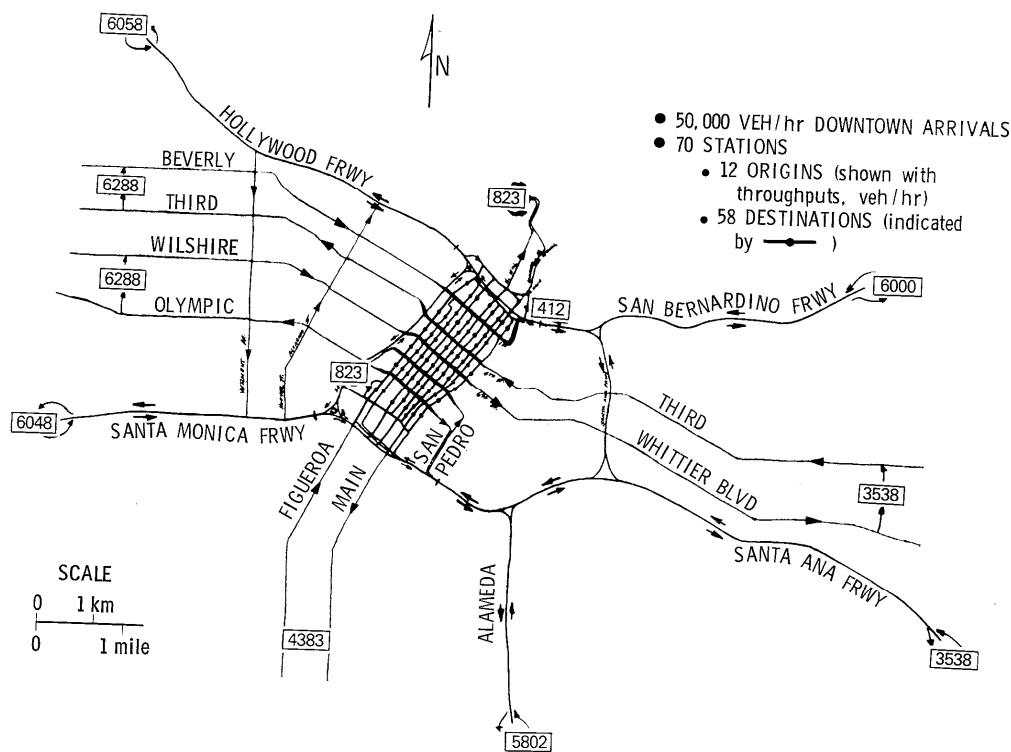 6058
N
HOLLYWOOD FRWY
• 50,000 VEH/hr DOWNTOWN ARRIVALS
• 70 STATIONS
• 12 ORIGINS (shown with
throughputs, veh/hr)
• 58 DESTINATIONS (indicated
by )
BEVERLY
6288
823
THIRD
WILSHIRE
6288
6000
SAN BERNARDINO FRWY
412
OLYMPIC
823
6048
SANTA MONICA FRWY
THIRD
WHITTIER BLVD
SAN
PEDRO
FIGUEROA
MAIN
3538
SANTA ANA FRWY
SCALE
0 1 km
0 1 mile
ALAMEDA
4383
3538
5802